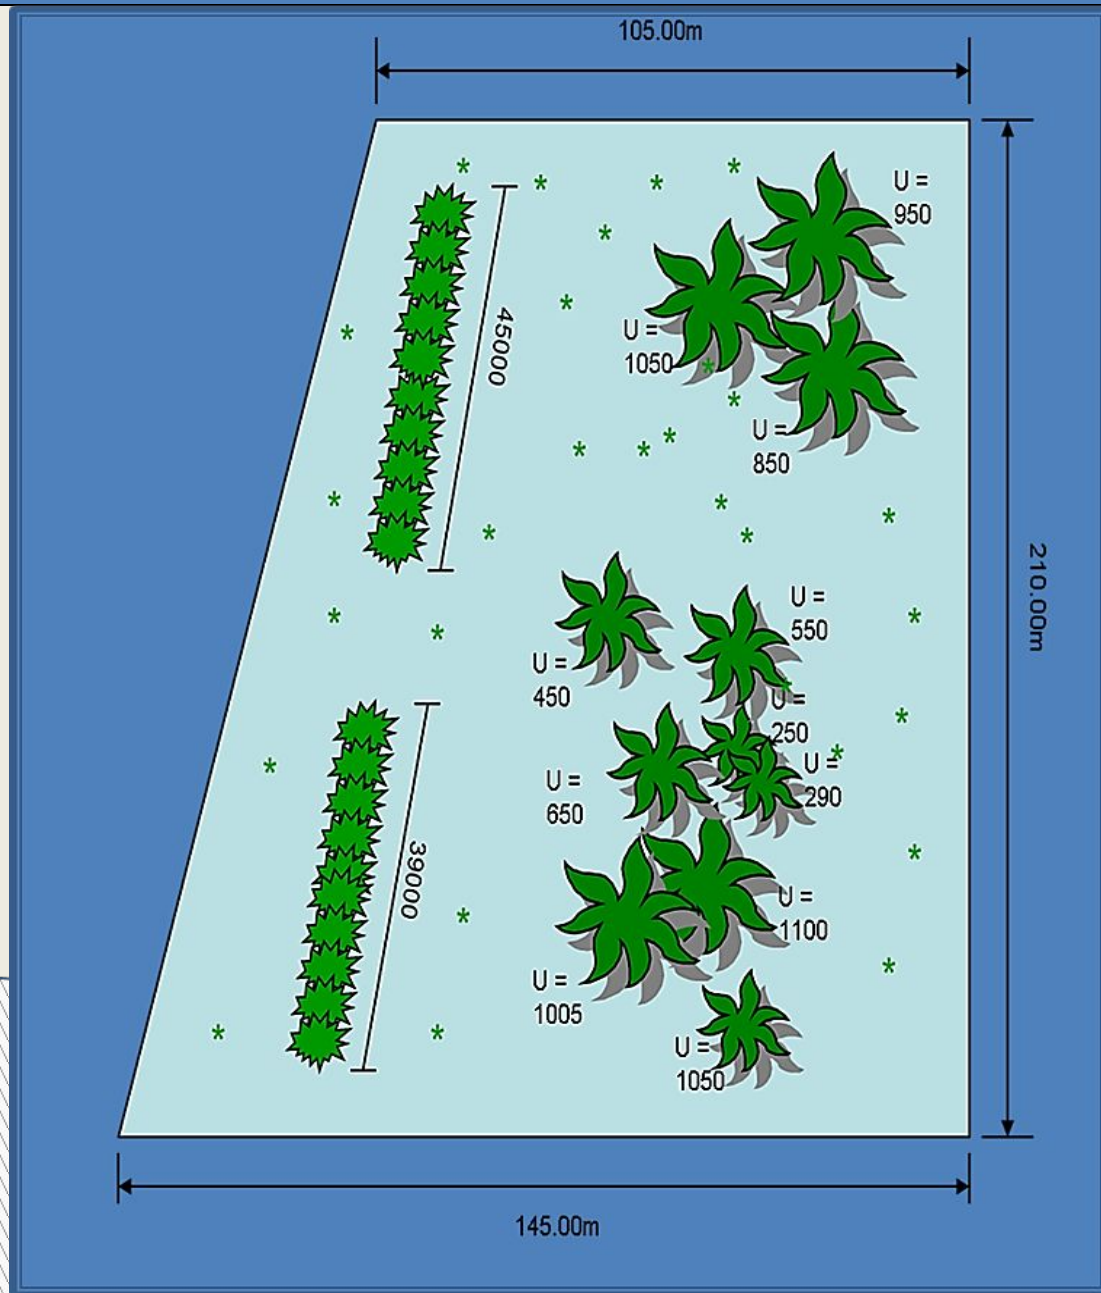 105.00m
U =
950
U =
1050
45000
U =
850
210.00m
U =
550
U =
450
U =
250
U =
290
U =
650
39000
U =
1100
U =
1005
U =
1050
145.00m